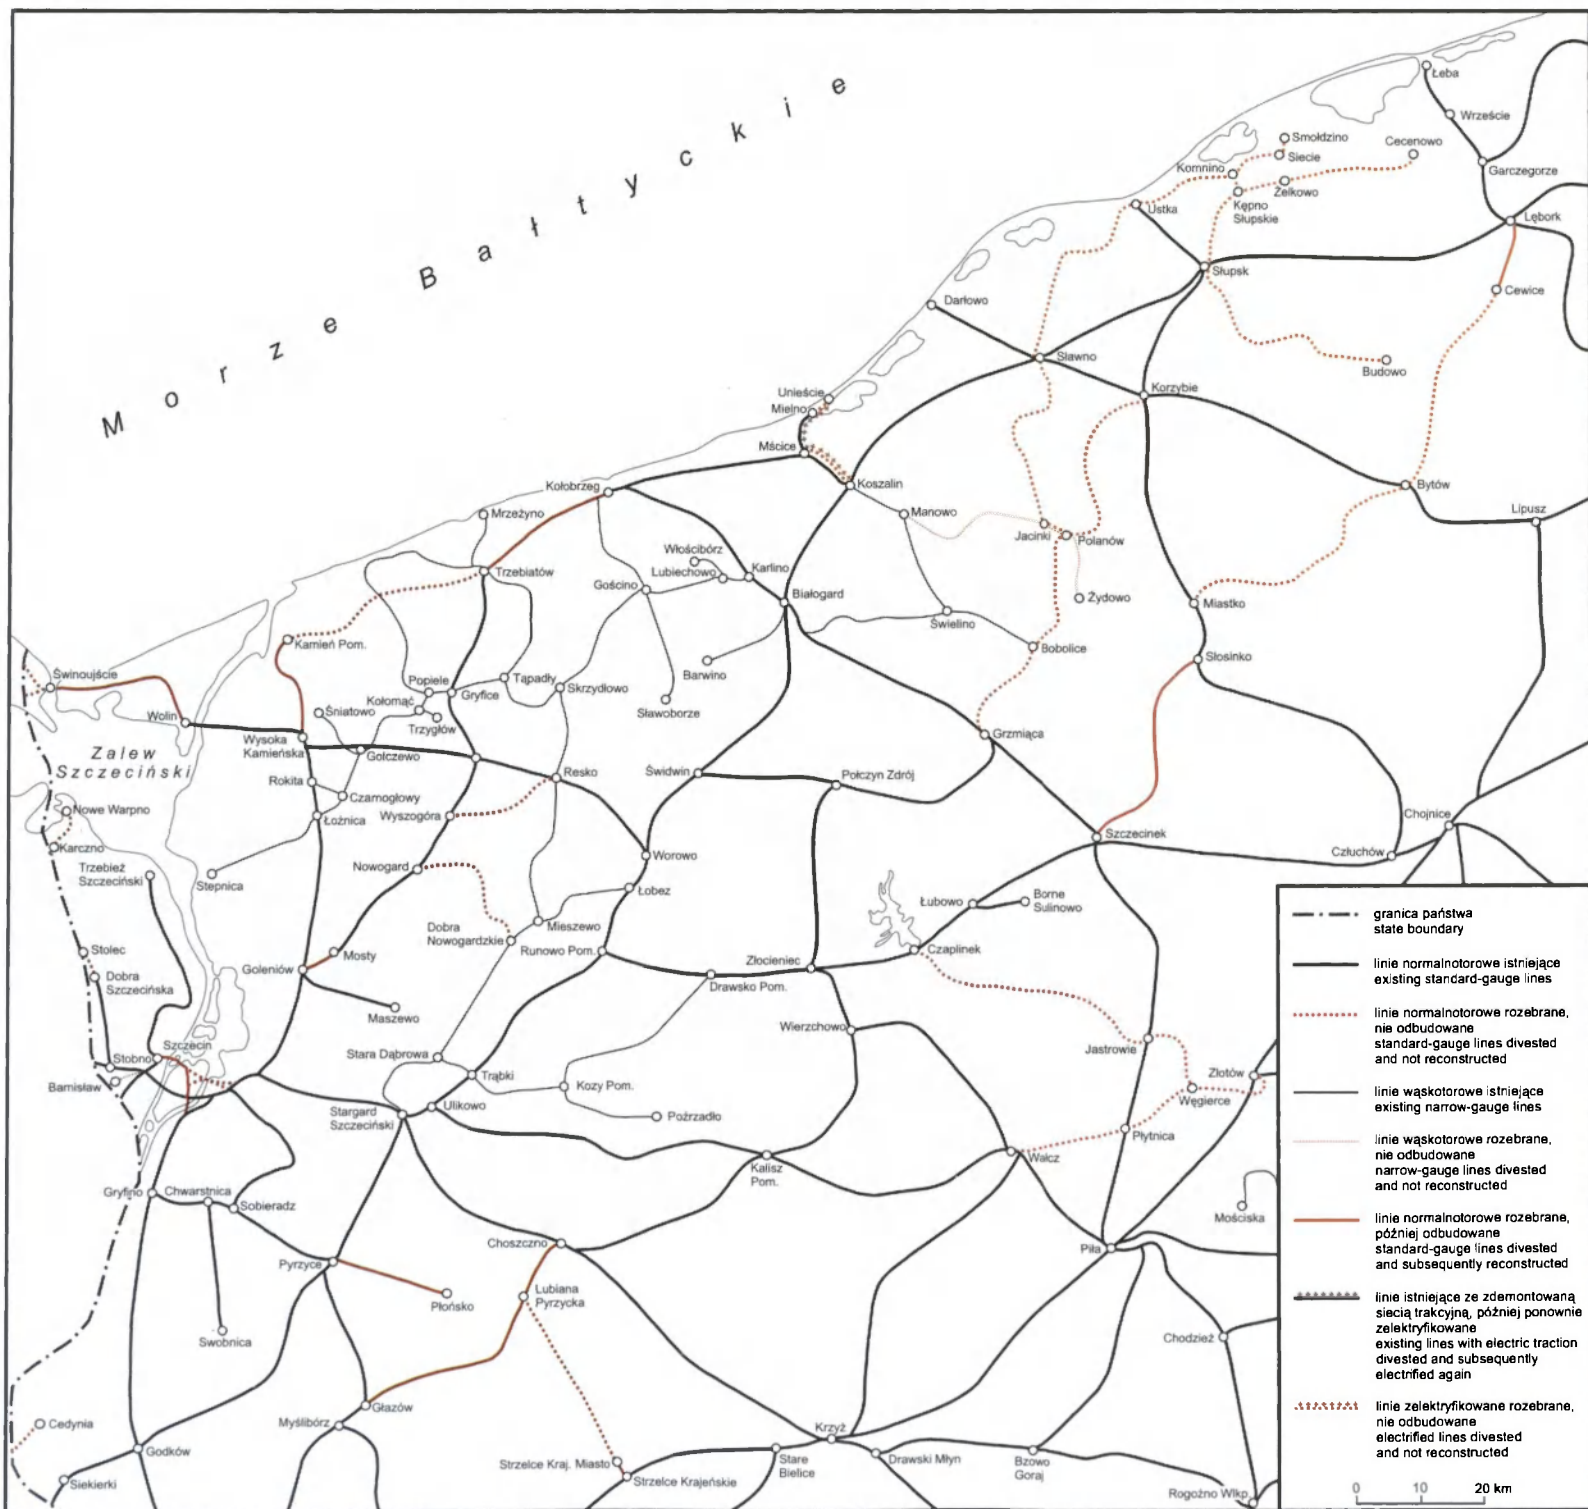 Morze Bałtyckie
Łeba
Wrzeście
Smołdzino
Cecenowo
Siecie
Garczegorze
Komnino
Żelkowo
Kępno
Słupskie
Ustka
Lębork
Słupsk
Cewice
Darłowo
Sławno
Budowo
Unieście
Korzybie
Mielno
Mścice
Koszalin
Bytów
Kołobrzeg
Lipusz
Mrzeżyno
Manowo
Jacinki
Polanów
Włościbórz
Trzebiatów
Lubiechowo
Karlino
Gościno
Białogard
Żydowo
Miastko
Świelino
Kamień Pom.
Bobolice
Słosinko
Barwino
Świnoujście
Popiele
Tąpadły
Gryfice
Skrzydłowo
Kołomąć
Sławoborze
Śniatowo
Wolin
Trzygłów
Grzmiąca
Wysoka
Kamieńska
Golczewo
Zalew
Szczeciński
Rokita
Resko
Świdwin
Połczyn Zdrój
Czarnogłowy
Nowe Warpno
Łoźnica
Wyszogóra
Chojnice
Szczecinek
Karczno
Worowo
Człuchów
Trzebież
Szczeciński
Stepnica
Nowogard
Łobez
Łubowo
Borne
Sulinowo
Mieszewo
Dobra
Nowogardzkie
Runowo Pom.
Czaplinek
Stolec
Mosty
Złocieniec
Goleniów
Dobra
Szczecińska
Drawsko Pom.
Maszewo
Wierzchowo
Jastrowie
Szczecin
Stobno
Stara Dąbrowa
Złotów
Barnisław
Trąbki
Kozy Pom.
Węgierce
Stargard
Szczeciński
Ulikowo
Pożrzadło
Płytnica
Wałcz
Kalisz
Pom.
Gryfino
Chwarstnica
Sobieradz
Mościska
Choszczno
Piła
Pyrzyce
Płońsko
Lubiana
Pyrzycka
Swobnica
Chodzież
Głazów
Cedynia
Myślibórz
Krzyż
Godków
Strzelce Kraj. Miasto
Stare
Bielice
Drawski Młyn
Bzowo
Goraj
Siekierki
Strzelce Krajeńskie
Rogoźno Wlkp.
granica państwa
state boundary
linie normalnotorowe istniejące
existing standard-gauge lines
linie normalnotorowe rozebrane,
nie odbudowane
standard-gauge lines divested
and not reconstructed
linie wąskotorowe istniejące
existing narrow-gauge lines
linie wąskotorowe rozebrane,
nie odbudowane
narrow-gauge lines divested
and not reconstructed
linie normalnotorowe rozebrane,
później odbudowane
standard-gauge lines divested
and subsequently reconstructed
linie istniejące ze zdemontowaną
siecią trakcyjną, później ponownie
zelektryfikowane
existing lines with electric traction
divested and subsequently
electrified again
linie zelektryfikowane rozebrane,
nie odbudowane
electrified lines divested
and not reconstructed
0 10 20 km